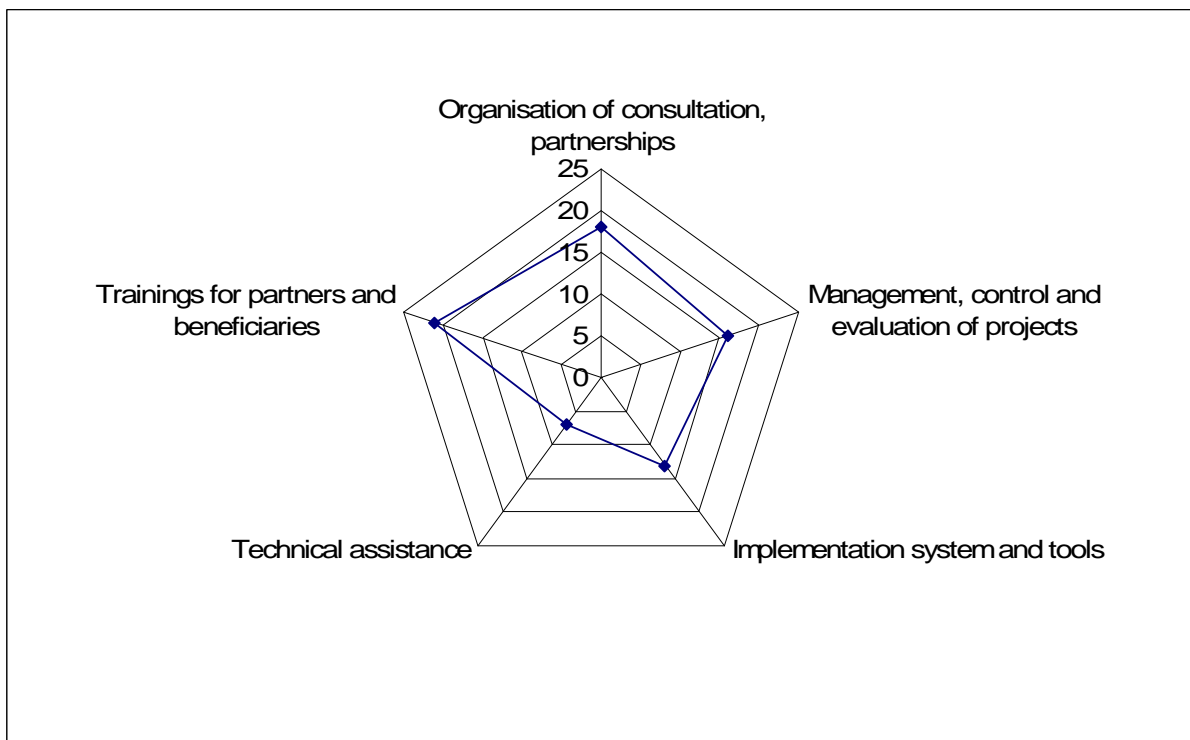 Organisation of consultation,
partnerships
25
20
15
10
5
0
Management, control and
evaluation of projects
Implementation system and tools
Technical assistance
Trainings for partners and
beneficiaries